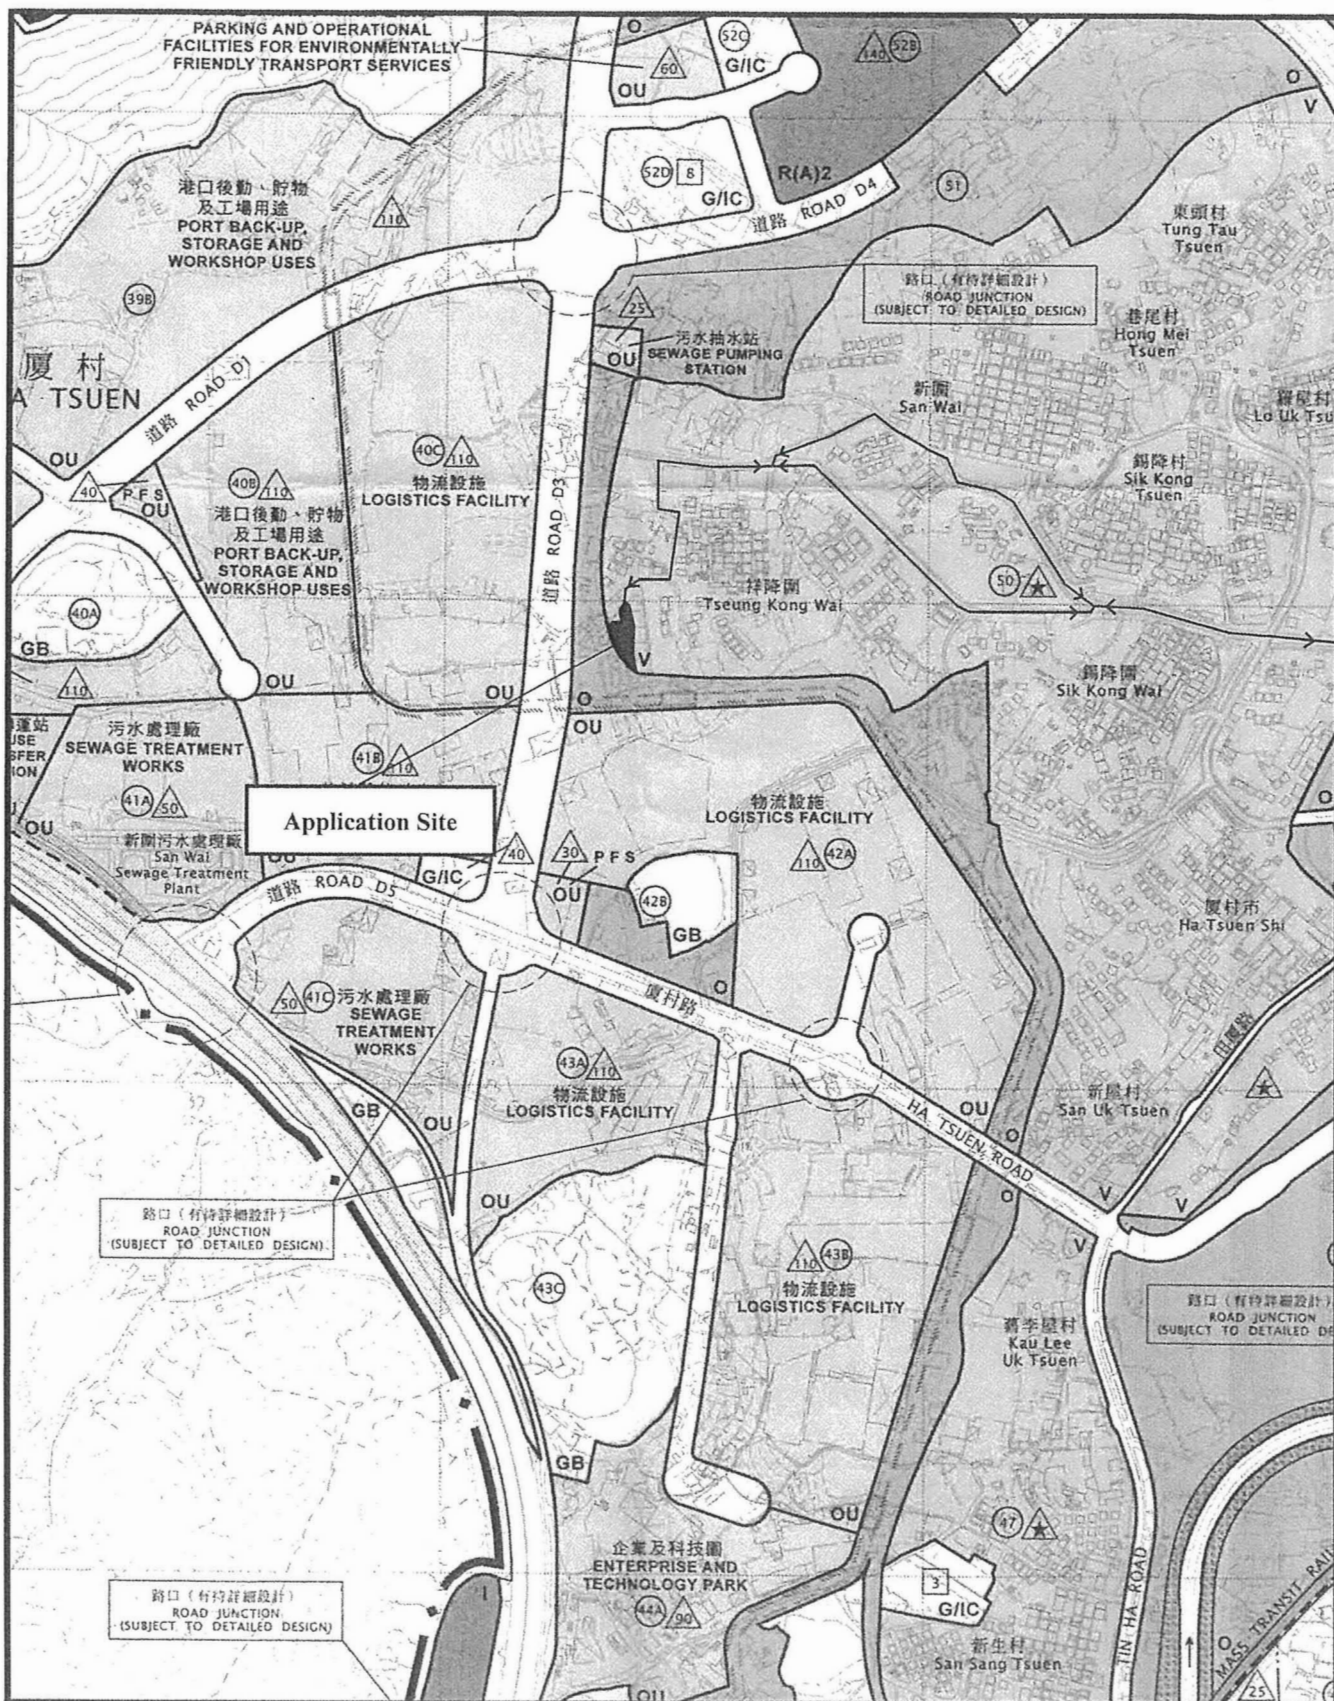 PARKING AND OPERATIONAL
FACILITIES FOR ENVIRONMENTALLY
FRIENDLY TRANSPORT SERVICES
O
52C
G/IC
60
OU
140
52B
O
V
港口後勤、貯物
及工場用途
PORT BACK-UP,
STORAGE AND
WORKSHOP USES
110
52D
8
G/IC
R(A)2
道路 ROAD D4
51
東頭村
Tung Tau
Tsuen
39B
路口（有待詳細設計）
ROAD JUNCTION
(SUBJECT TO DETAILED DESIGN)
25
污水抽水站
OU
SEWAGE PUMPING
STATION
巷尾村
Hong Mei
Tsuen
厦村
A TSUEN
道路 ROAD D1
新圍
San Wai
羅屋村
Lo Uk Tsu
OU
40
PFS
OU
40B
110
港口後勤、貯物
及工場用途
PORT BACK-UP,
STORAGE AND
WORKSHOP USES
40C
110
物流設施
LOGISTICS FACILITY
道路 ROAD D3
錫降村
Sik Kong
Tsuen
50
祥降圍
Tseung Kong Wai
40A
GB
110
OU
OU
V
O
OU
錫降圍
Sik Kong Wai
運站
USE
SFER
ION
污水處理廠
SEWAGE TREATMENT
WORKS
41A
50
OU
新圍污水處理廠
San Wai
Sewage Treatment
Plant
41B
110
Application Site
OU
物流設施
LOGISTICS FACILITY
110
42A
O
OU
G/IC
40
30
PFS
OU
道路 ROAD D5
42B
GB
O
厦村市
Ha Tsuen Shi
50
41C
污水處理廠
SEWAGE
TREATMENT
WORKS
厦村路
田厦路
43A
110
物流設施
LOGISTICS FACILITY
GB
OU
OU
O
HA TSUEN ROAD
新屋村
San Uk Tsuen
O
V
V
V
OU
路口（有待詳細設計）
ROAD JUNCTION
(SUBJECT TO DETAILED DESIGN)
43C
110
43B
物流設施
LOGISTICS FACILITY
路口（有待詳細設計）
ROAD JUNCTION
(SUBJECT TO DETAILED DE
舊李屋村
Kau Lee
Uk Tsuen
GB
OU
47
企業及科技園
ENTERPRISE AND
TECHNOLOGY PARK
44A
90
路口（有待詳細設計）
ROAD JUNCTION
(SUBJECT TO DETAILED DESIGN)
3
G/IC
新生村
San Sang Tsuen
TIN HA ROAD
O
MASS TRANSIT RAIL
25
OU